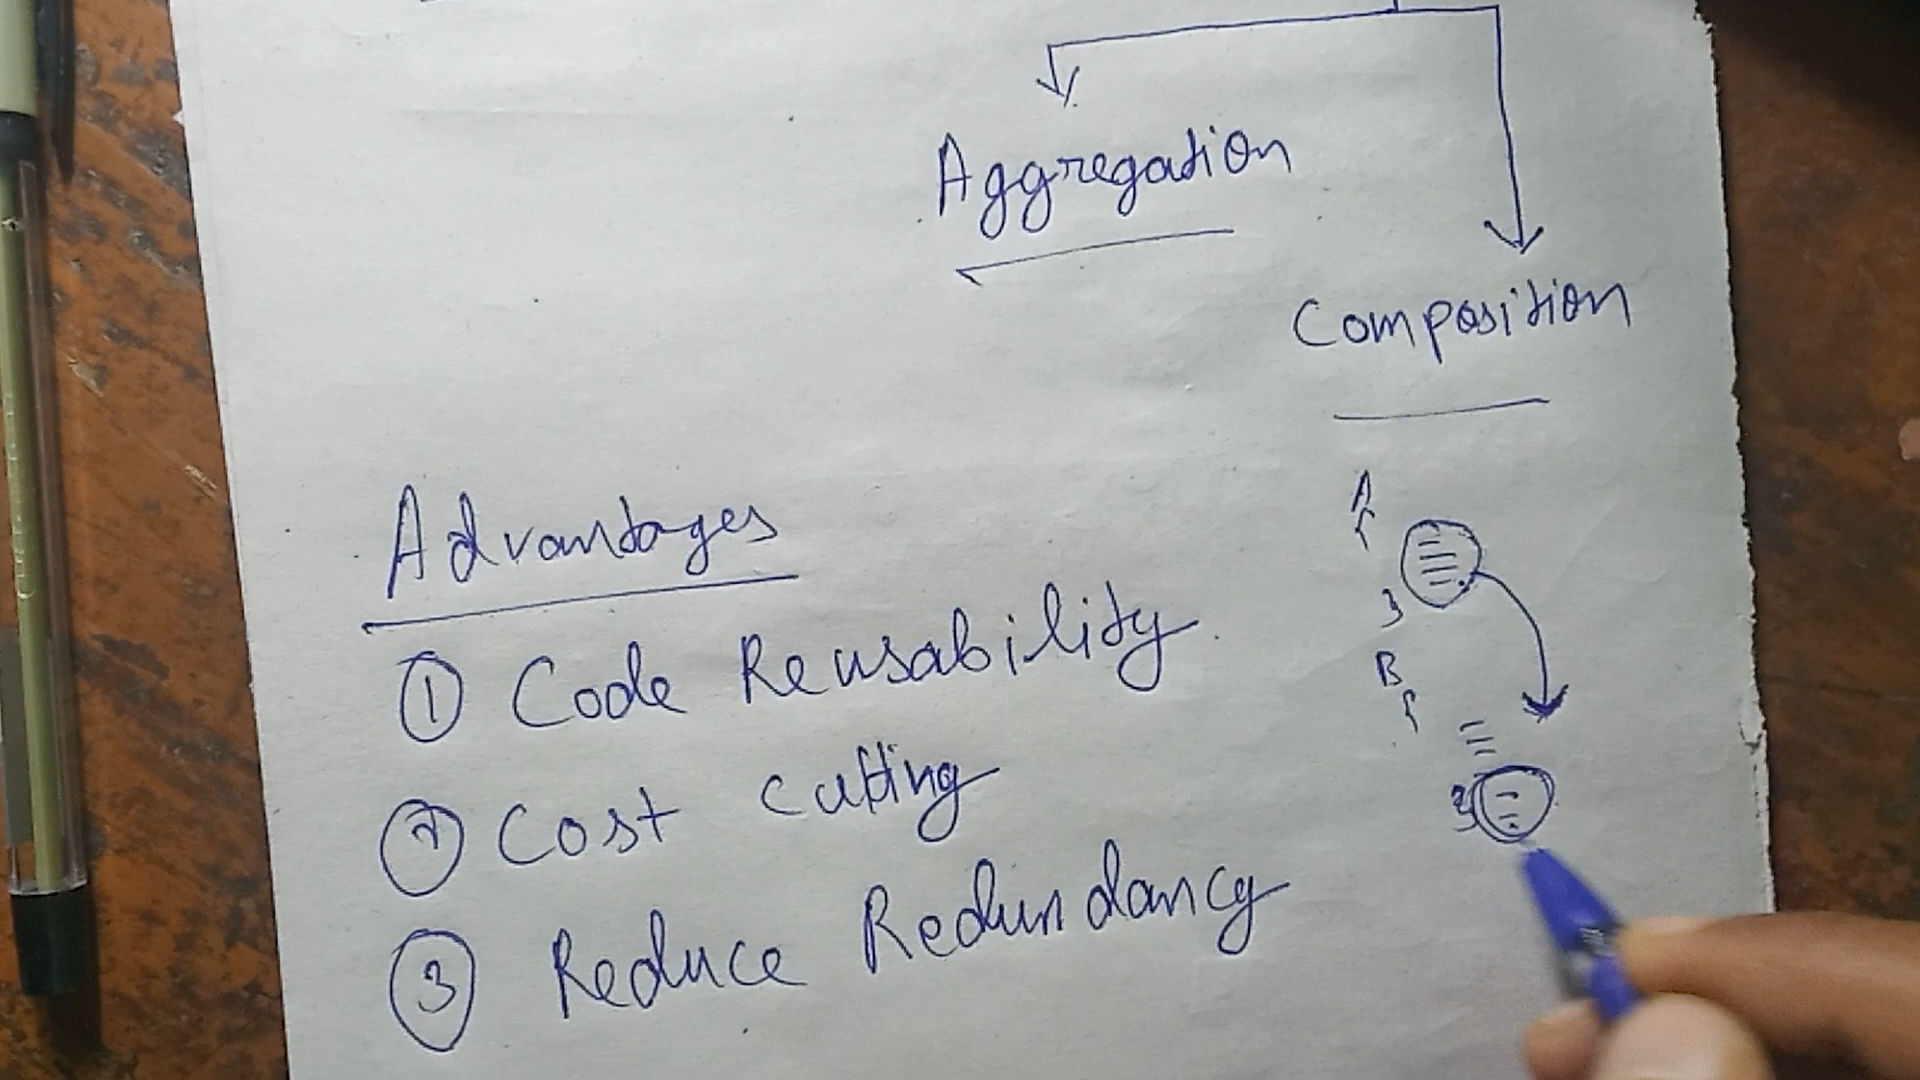 Aggregation
Composition
Advantages
① Code Reusability
② Cost cutting
③ Reduce Redundancy
A
{
}
B
{
}